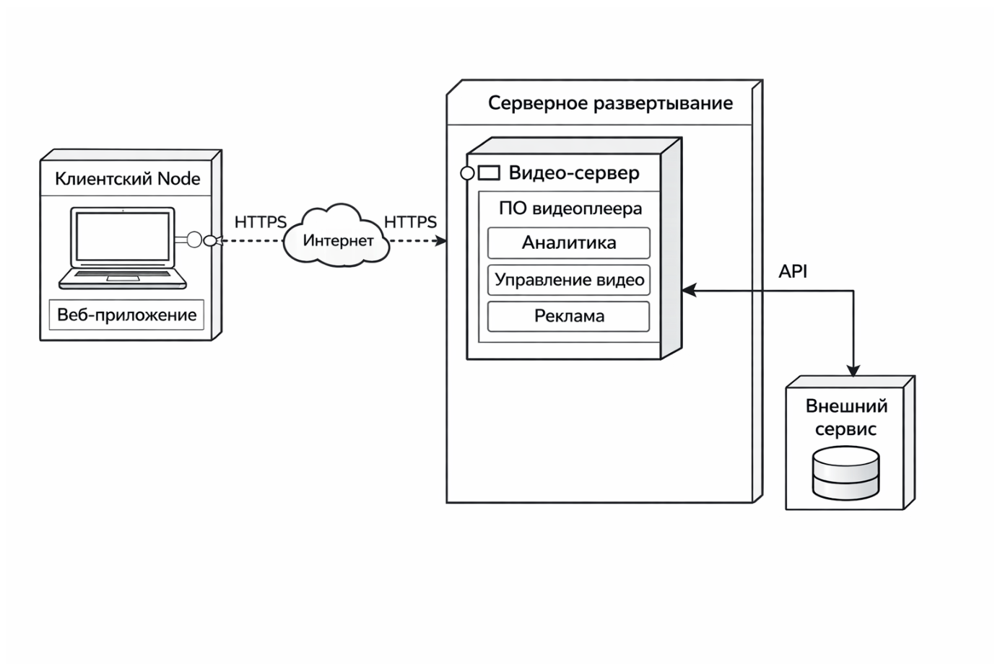 Серверное развертывание
Клиентский Node
Веб-приложение
HTTPS
Интернет
HTTPS
Видео-сервер
ПО видеоплеера
Аналитика
Управление видео
Реклама
API
Внешний
сервис